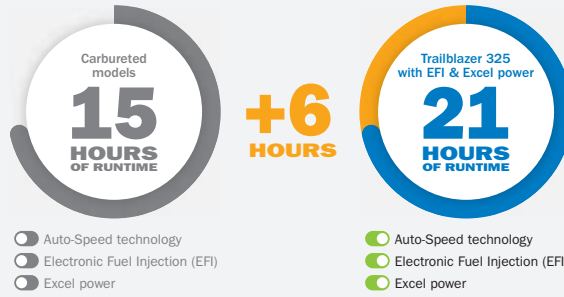 Carbureted
models
15
HOURS
OF RUNTIME
+6
HOURS
Trailblazer 325
with EFI & Excel power
21
HOURS
OF RUNTIME
Auto-Speed technology
Electronic Fuel Injection (EFI)
Excel power
Auto-Speed technology
Electronic Fuel Injection (EFI
Excel power